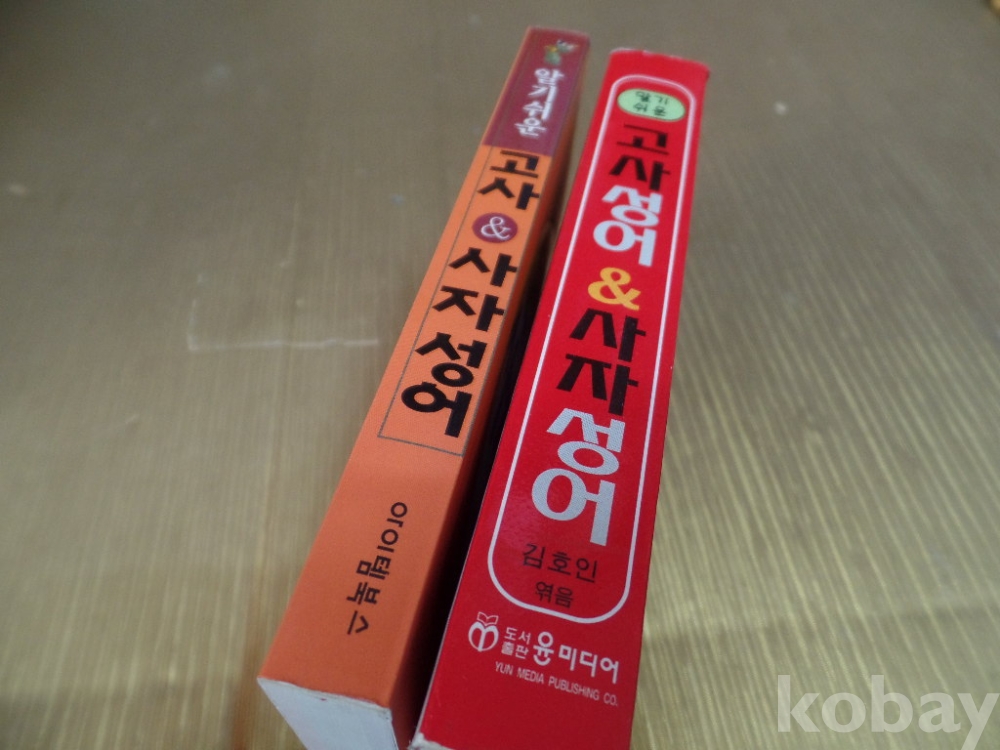 알기쉬운
고사
&
사자성어
아이템북스
알기
쉬운
고사성어
&
사자성어
김호인
엮음
도서
출판
윤미디어
YUN MEDIA PUBLISHING CO.
kobay